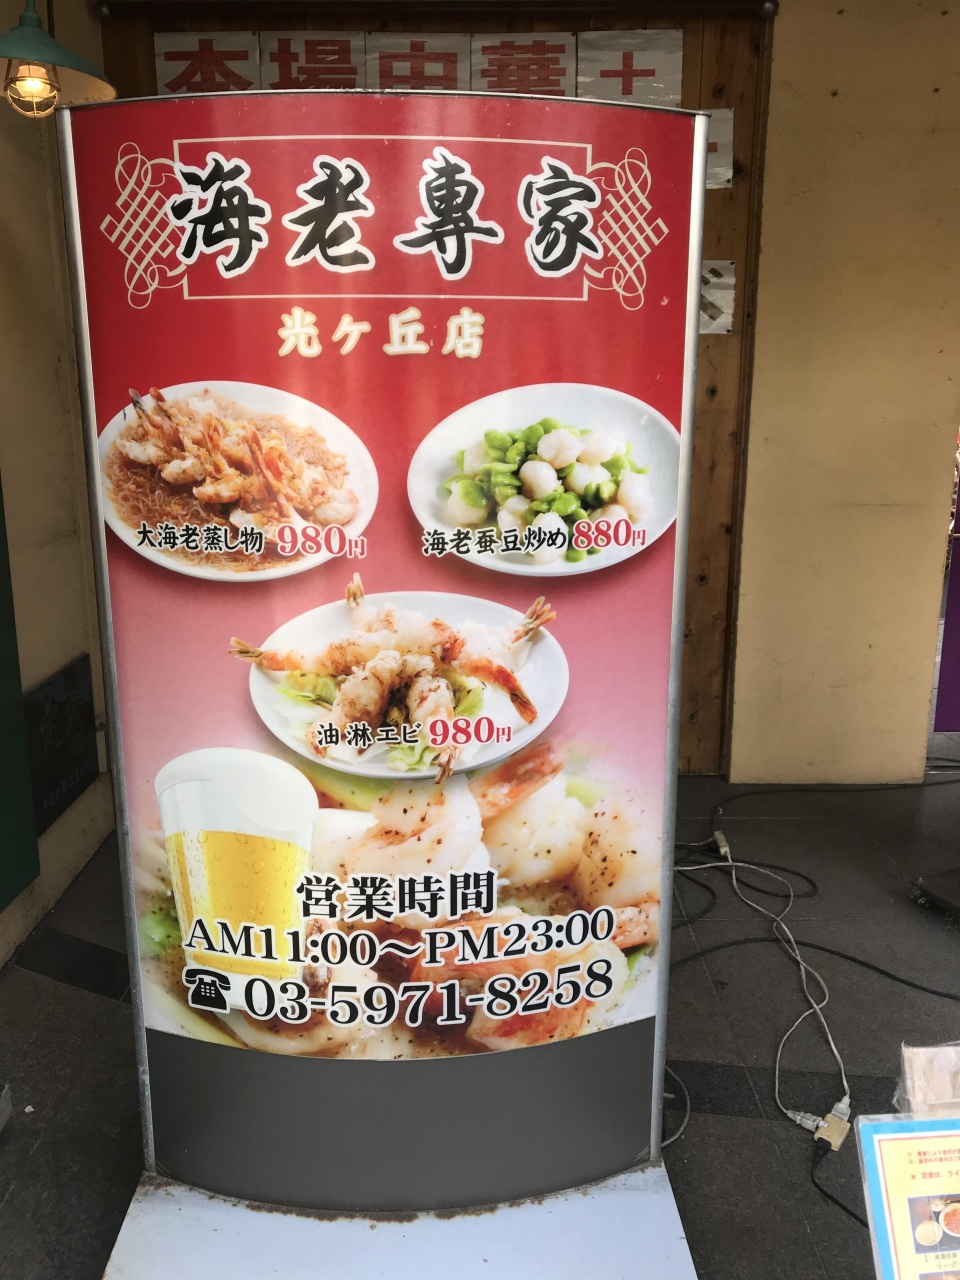 本場中華十
海老専家
光ケ丘店
大海老蒸し物 980円
海老蚕豆炒め 880円
油淋エビ 980円
営業時間
AM11:00～PM23:00
☎ 03-5971-8258